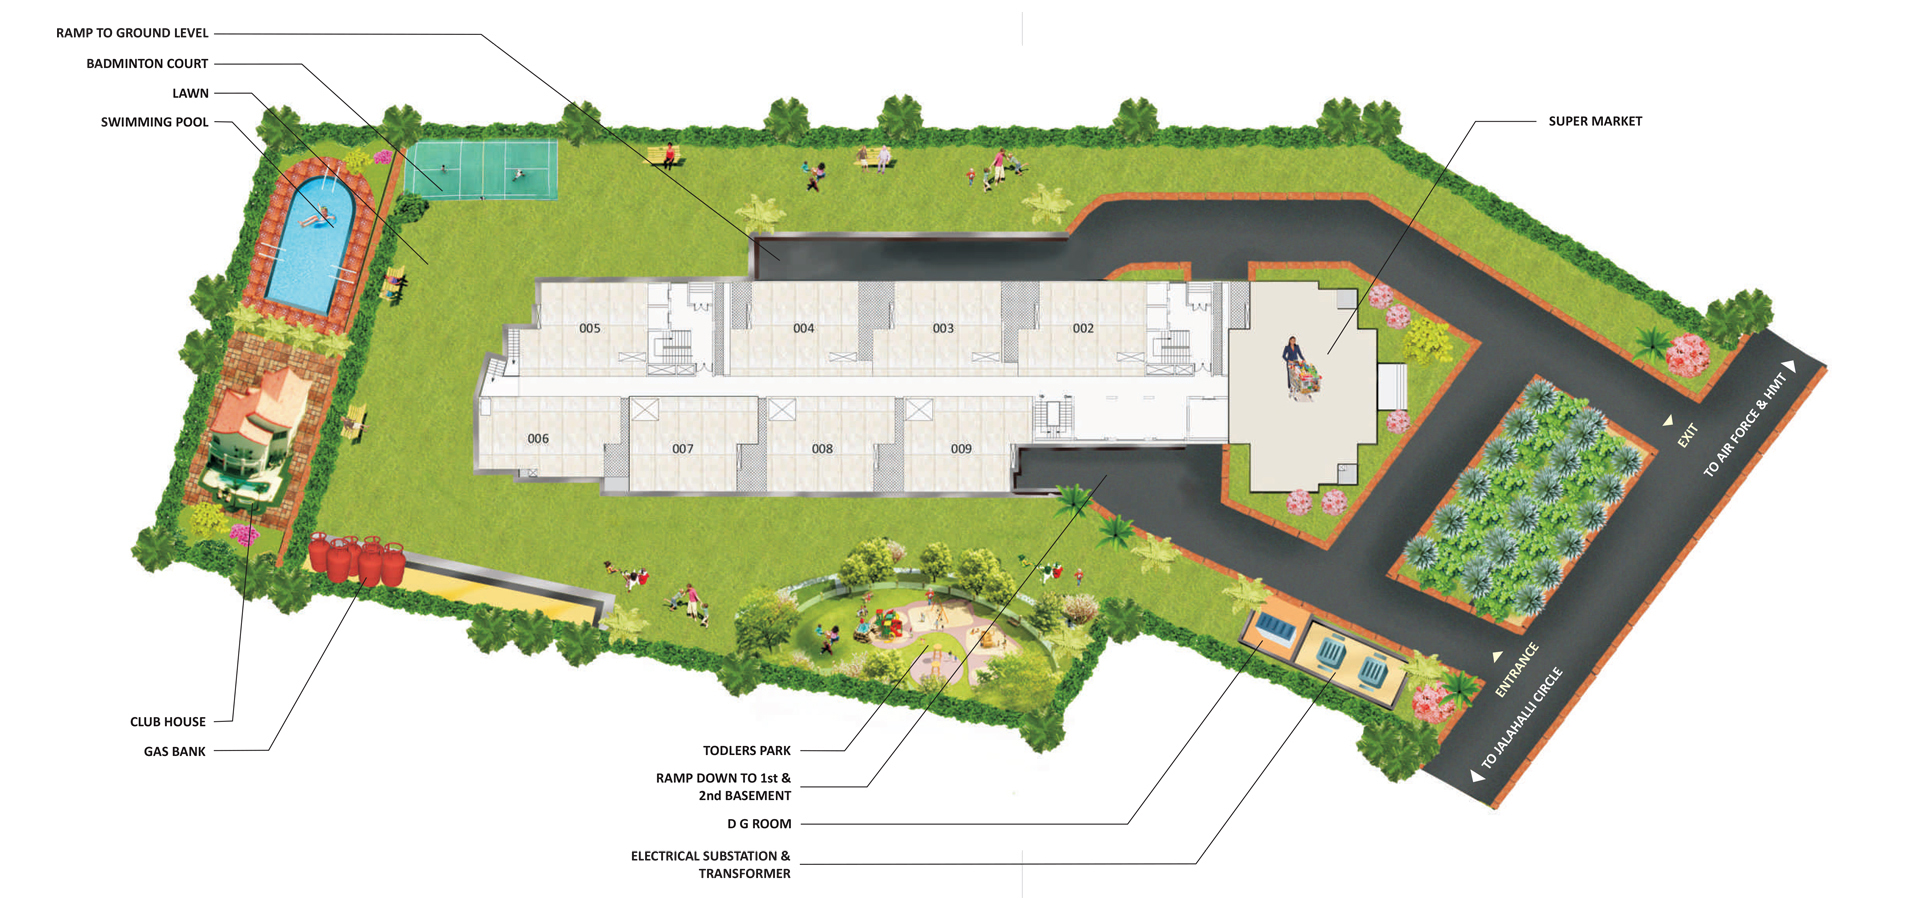 RAMP TO GROUND LEVEL
BADMINTON COURT
LAWN
SWIMMING POOL
SUPER MARKET
005
004
003
002
006
007
008
009
EXIT
TO AIR FORCE & HMT
ENTRANCE
TO JALAHALLI CIRCLE
CLUB HOUSE
GAS BANK
TODLERS PARK
RAMP DOWN TO 1st &
2nd BASEMENT
D G ROOM
ELECTRICAL SUBSTATION &
TRANSFORMER